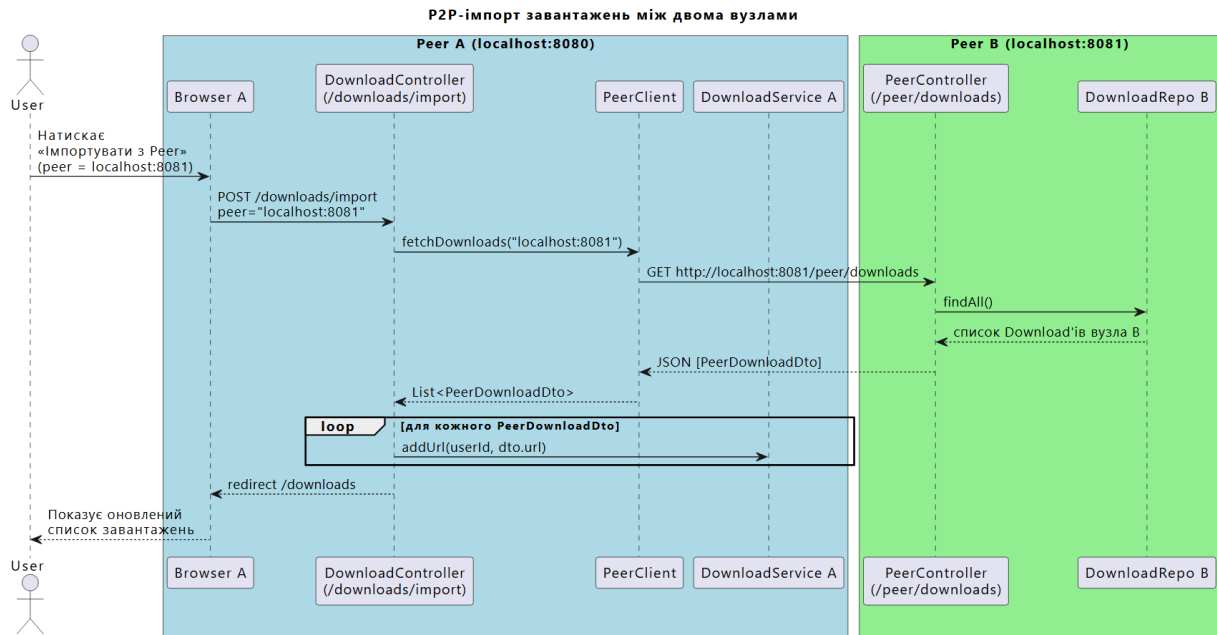 P2P-імпорт завантажень між двома вузлами
Peer A (localhost:8080)
Peer B (localhost:8081)
User
Browser A
DownloadController
(/downloads/import)
PeerClient
DownloadService A
PeerController
(/peer/downloads)
DownloadRepo B
Натискає
«Імпортувати з Peer»
(peer = localhost:8081)
POST /downloads/import
peer="localhost:8081"
fetchDownloads("localhost:8081")
GET http://localhost:8081/peer/downloads
findAll()
список Download'ів вузла B
JSON [PeerDownloadDto]
List<PeerDownloadDto>
loop
[для кожного PeerDownloadDto]
addUrl(userId, dto.url)
redirect /downloads
Показує оновлений
список завантажень
User
Browser A
DownloadController
(/downloads/import)
PeerClient
DownloadService A
PeerController
(/peer/downloads)
DownloadRepo B